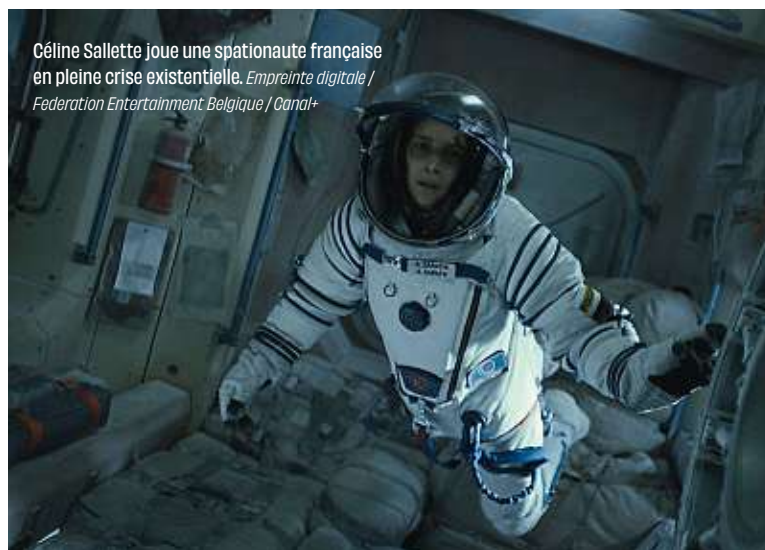 Céline Sallette joue une spationaute française
en pleine crise existentielle. Empreinte digitale /
Federation Entertainment Belgique / Canal+